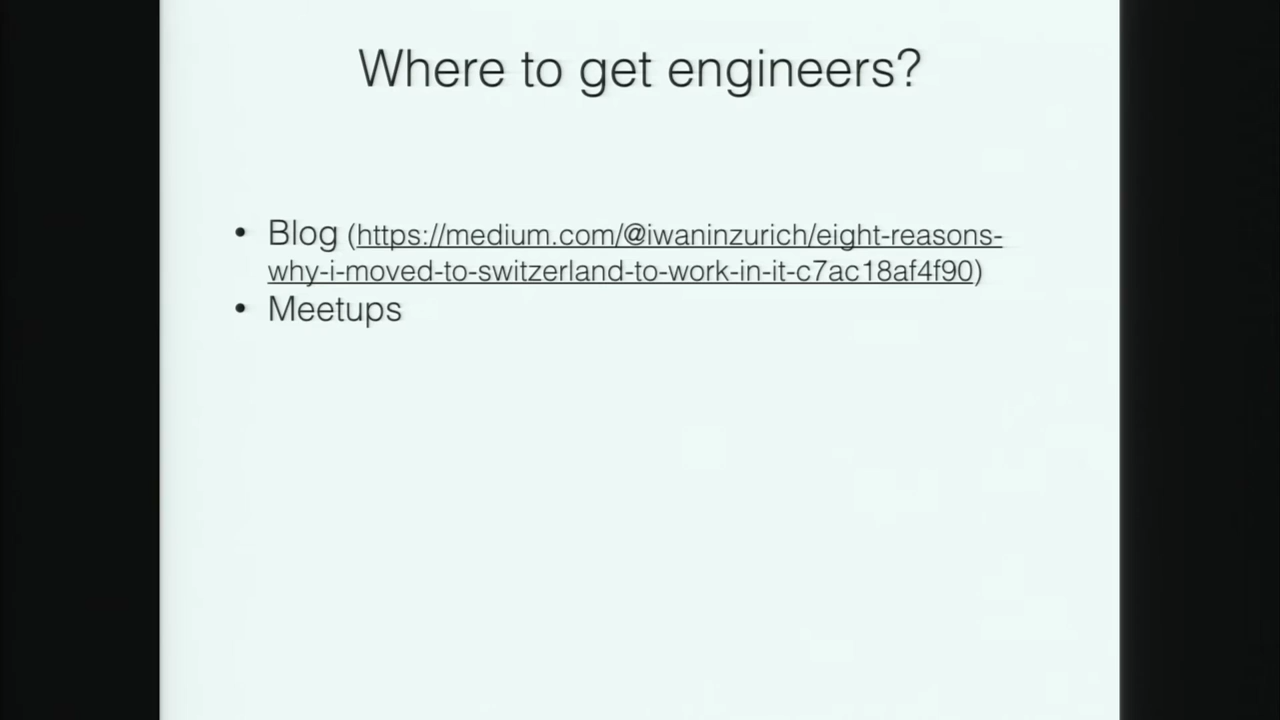 Where to get engineers?
• Blog (https://medium.com/@iwaninzurich/eight-reasons-
why-i-moved-to-switzerland-to-work-in-it-c7ac18af4f90)
• Meetups